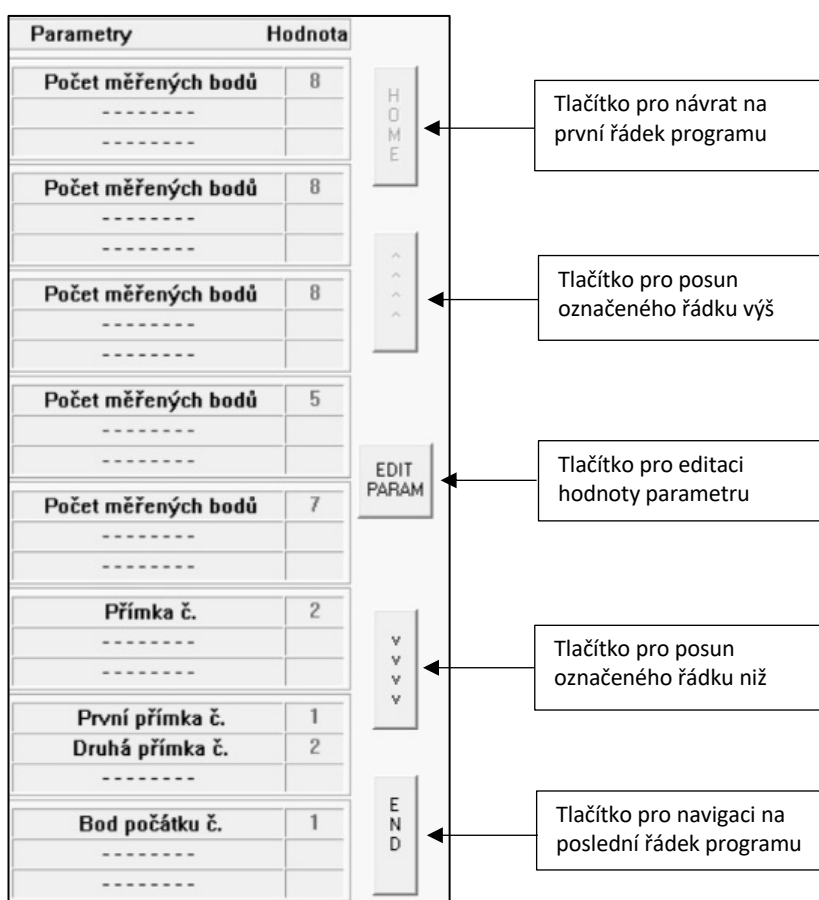 Parametry Hodnota
Počet měřených bodů 8
--------
--------
Počet měřených bodů 8
--------
--------
Počet měřených bodů 8
--------
--------
Počet měřených bodů 5
--------
--------
Počet měřených bodů 7
--------
--------
Přímka č. 2
--------
--------
První přímka č. 1
Druhá přímka č. 2
--------
Bod počátku č. 1
--------
--------
H
O
M
E
^
^
^
^
EDIT
PARAM
v
v
v
v
E
N
D
Tlačítko pro návrat na
první řádek programu
Tlačítko pro posun
označeného řádku výš
Tlačítko pro editaci
hodnoty parametru
Tlačítko pro posun
označeného řádku niž
Tlačítko pro navigaci na
poslední řádek programu